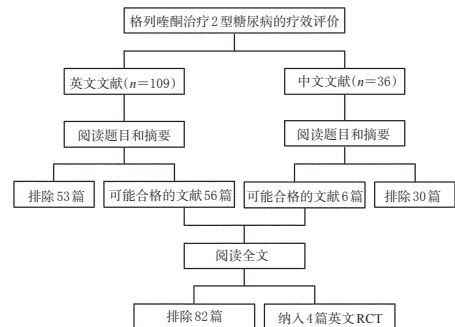 格列喹酮治疗2型糖尿病的疗效评价
英文文献(n=109)
中文文献(n=36)
阅读题目和摘要
阅读题目和摘要
排除53篇
可能合格的文献56篇
可能合格的文献6篇
排除30篇
阅读全文
排除82篇
纳入4篇英文RCT